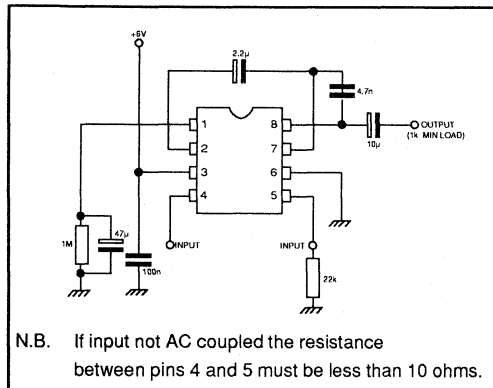 +6V
2.2µ
4.7n
1 8
10µ
OUTPUT
(1k MIN LOAD)
2 7
3 6
4 5
47µ
1M
100n
INPUT INPUT
22k
N.B. If input not AC coupled the resistance
between pins 4 and 5 must be less than 10 ohms.